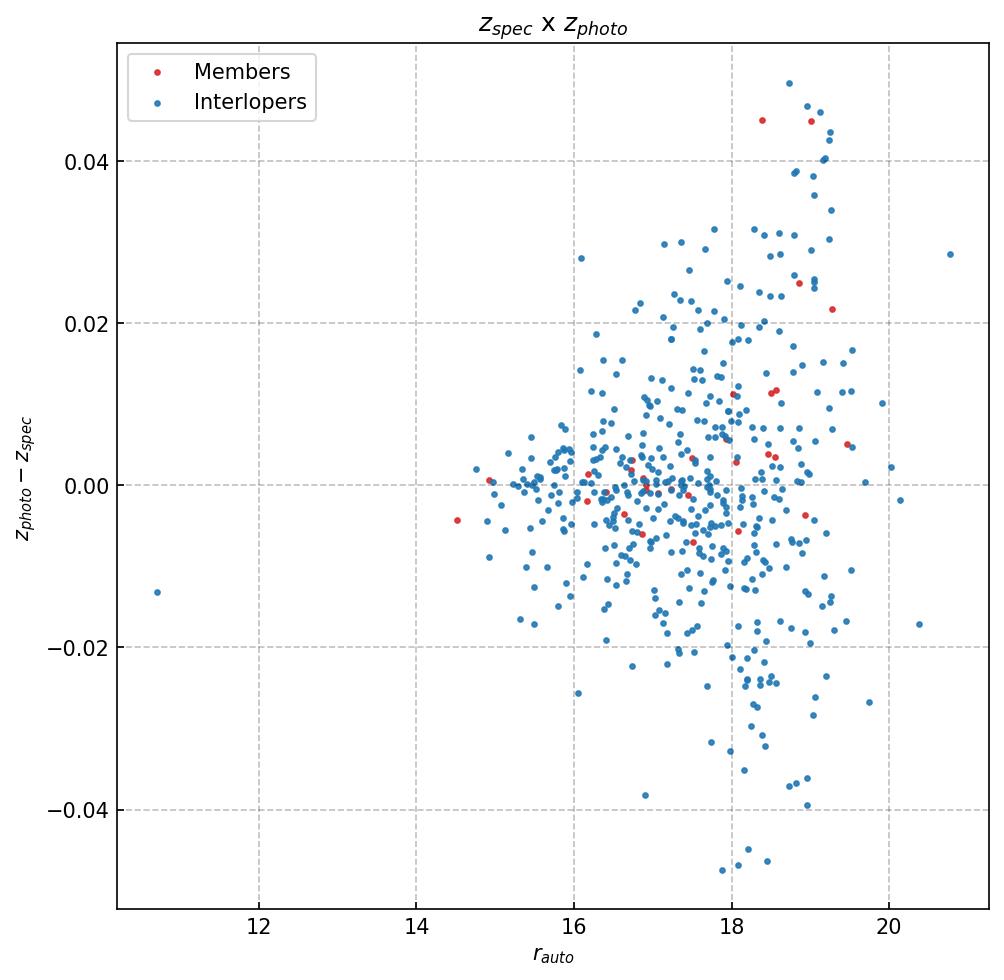 z_spec x z_photo
Members
Interlopers
0.04
0.02
0.00
−0.02
−0.04
z_photo − z_spec
12
14
16
18
20
r_auto